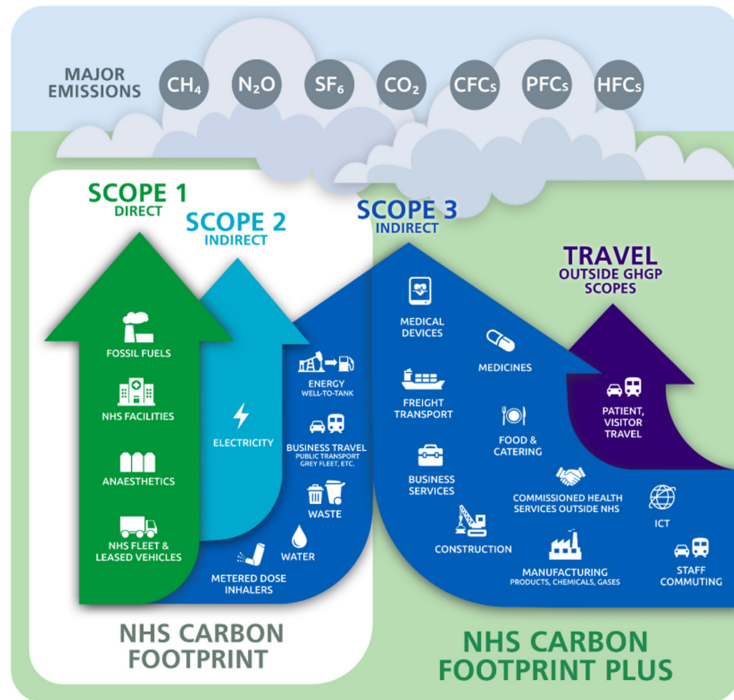 MAJOR
EMISSIONS
CH₄
N₂O
SF₆
CO₂
CFCs
PFCs
HFCs
SCOPE 1
DIRECT
SCOPE 2
INDIRECT
SCOPE 3
INDIRECT
TRAVEL
OUTSIDE GHGP
SCOPES
FOSSIL FUELS
NHS FACILITIES
ANAESTHETICS
NHS FLEET &
LEASED VEHICLES
ELECTRICITY
ENERGY
WELL-TO-TANK
BUSINESS TRAVEL
PUBLIC TRANSPORT
GREY FLEET, ETC.
WASTE
WATER
METERED DOSE
INHALERS
MEDICAL
DEVICES
MEDICINES
FREIGHT
TRANSPORT
FOOD &
CATERING
BUSINESS
SERVICES
COMMISSIONED HEALTH
SERVICES OUTSIDE NHS
ICT
CONSTRUCTION
MANUFACTURING
PRODUCTS, CHEMICALS, GASES
STAFF
COMMUTING
PATIENT,
VISITOR
TRAVEL
NHS CARBON
FOOTPRINT
NHS CARBON
FOOTPRINT PLUS